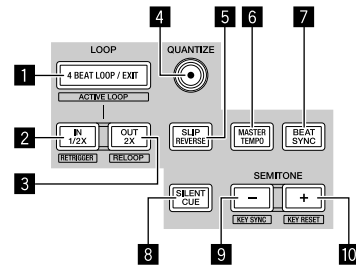 4
5
6
7
LOOP
QUANTIZE
1
4 BEAT LOOP / EXIT
ACTIVE LOOP
2
IN
1/2X
OUT
2X
SLIP
REVERSE
MASTER
TEMPO
BEAT
SYNC
RETRIGGER
RELOOP
3
SILENT
CUE
SEMITONE
−
+
KEY SYNC
KEY RESET
8
9
10